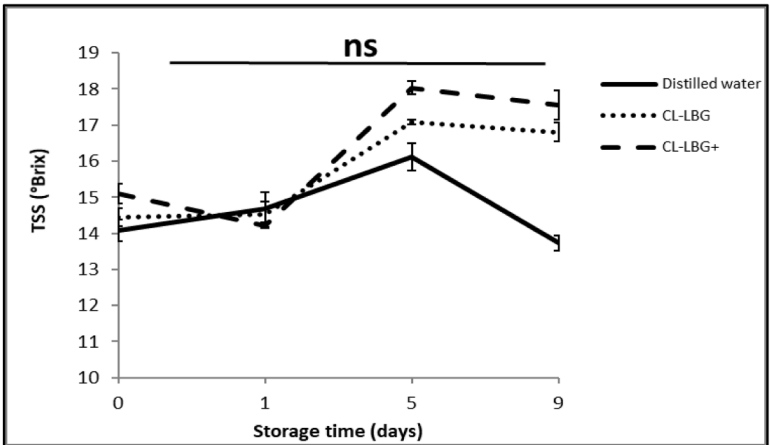 ns
19
18
17
16
15
14
13
12
11
10
TSS (°Brix)
0 1 5 9
Storage time (days)
Distilled water
CL-LBG
CL-LBG+